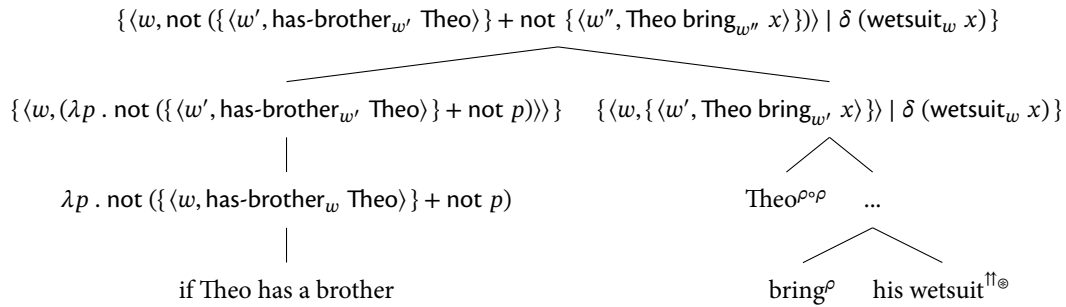 {⟨w, not ({⟨w′, has-brother_w′ Theo⟩} + not {⟨w″, Theo bring_w″ x⟩})⟩ | δ (wetsuit_w x)}
{⟨w, (λp . not ({⟨w′, has-brother_w′ Theo⟩} + not p)⟩)} {⟨w, {⟨w′, Theo bring_w′ x⟩}⟩ | δ (wetsuit_w x)}
λp . not ({⟨w, has-brother_w Theo⟩} + not p) Theo^ρ∘ρ ...
if Theo has a brother bring^ρ his wetsuit^⇈⊛